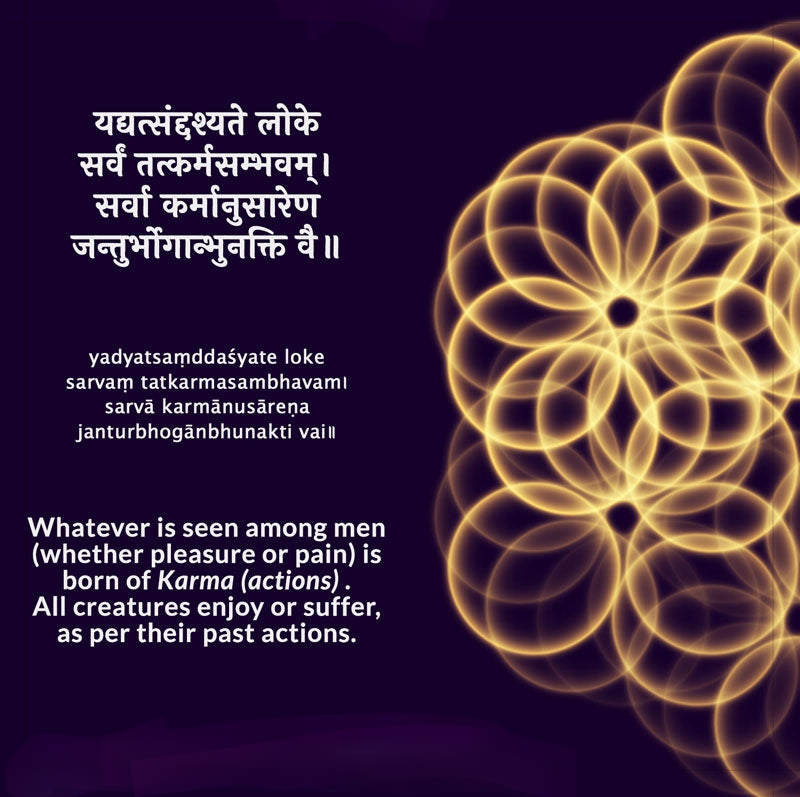 यद्यत्संद्दश्यते लोके
सर्वं तत्कर्मसम्भवम्।
सर्वा कर्मानुसारेण
जन्तुर्भोगान्भुनक्ति वै॥
yadyatsaṃddaśyate loke
sarvaṃ tatkarmasambhavam।
sarvā karmānusāreṇa
janturbhogānbhunakti vai॥
Whatever is seen among men
(whether pleasure or pain) is
born of Karma (actions) .
All creatures enjoy or suffer,
as per their past actions.